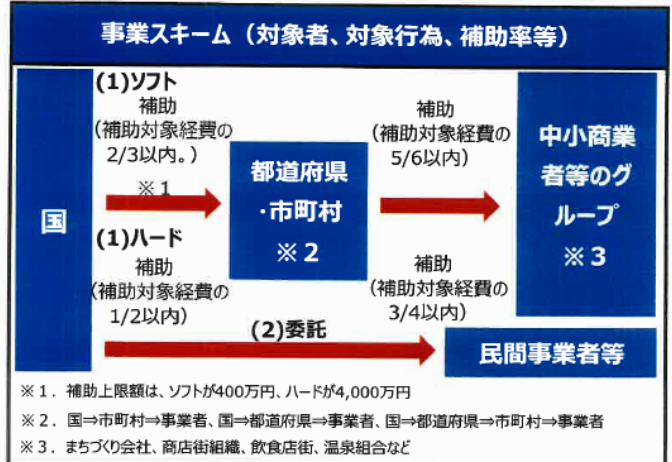 事業スキーム（対象者、対象行為、補助率等）
国
(1)ソフト
補助
（補助対象経費の
2/3以内。）
※１
(1)ハード
補助
（補助対象経費の
1/2以内）
都道府県
・市町村
※２
補助
（補助対象経費の
5/6以内）
補助
（補助対象経費の
3/4以内）
中小商業
者等のグ
ループ
※３
(2)委託
民間事業者等
※１．補助上限額は、ソフトが400万円、ハードが4,000万円
※２．国⇒市町村⇒事業者、国⇒都道府県⇒事業者、国⇒都道府県⇒市町村⇒事業者
※３．まちづくり会社、商店街組織、飲食店街、温泉組合など